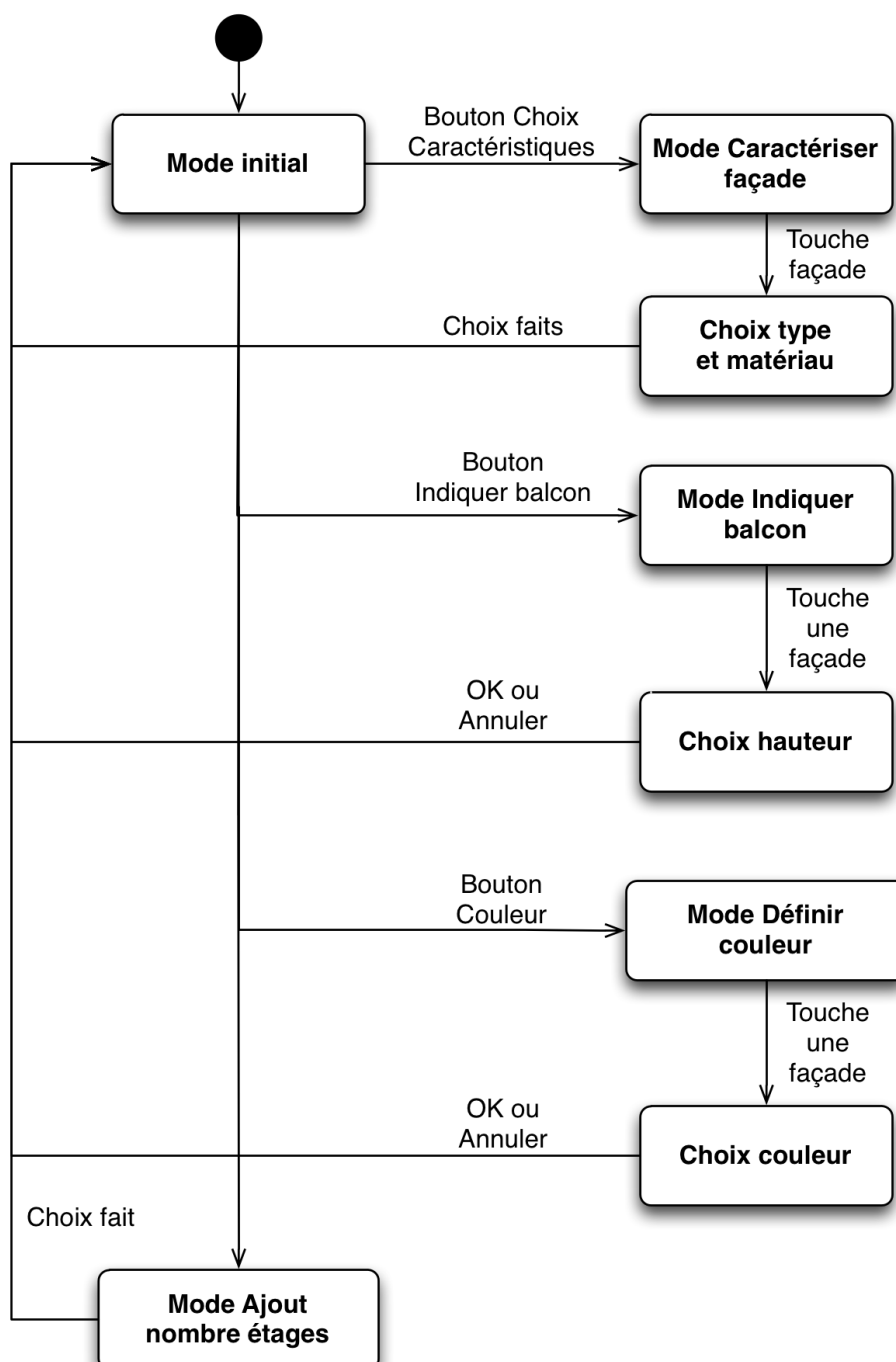 Bouton Choix
Caractéristiques
Mode initial
Mode Caractériser
façade
Touche
façade
Choix faits
Choix type
et matériau
Bouton
Indiquer balcon
Mode Indiquer
balcon
Touche
une
façade
OK ou
Annuler
Choix hauteur
Bouton
Couleur
Mode Définir
couleur
Touche
une
façade
OK ou
Annuler
Choix couleur
Choix fait
Mode Ajout
nombre étages